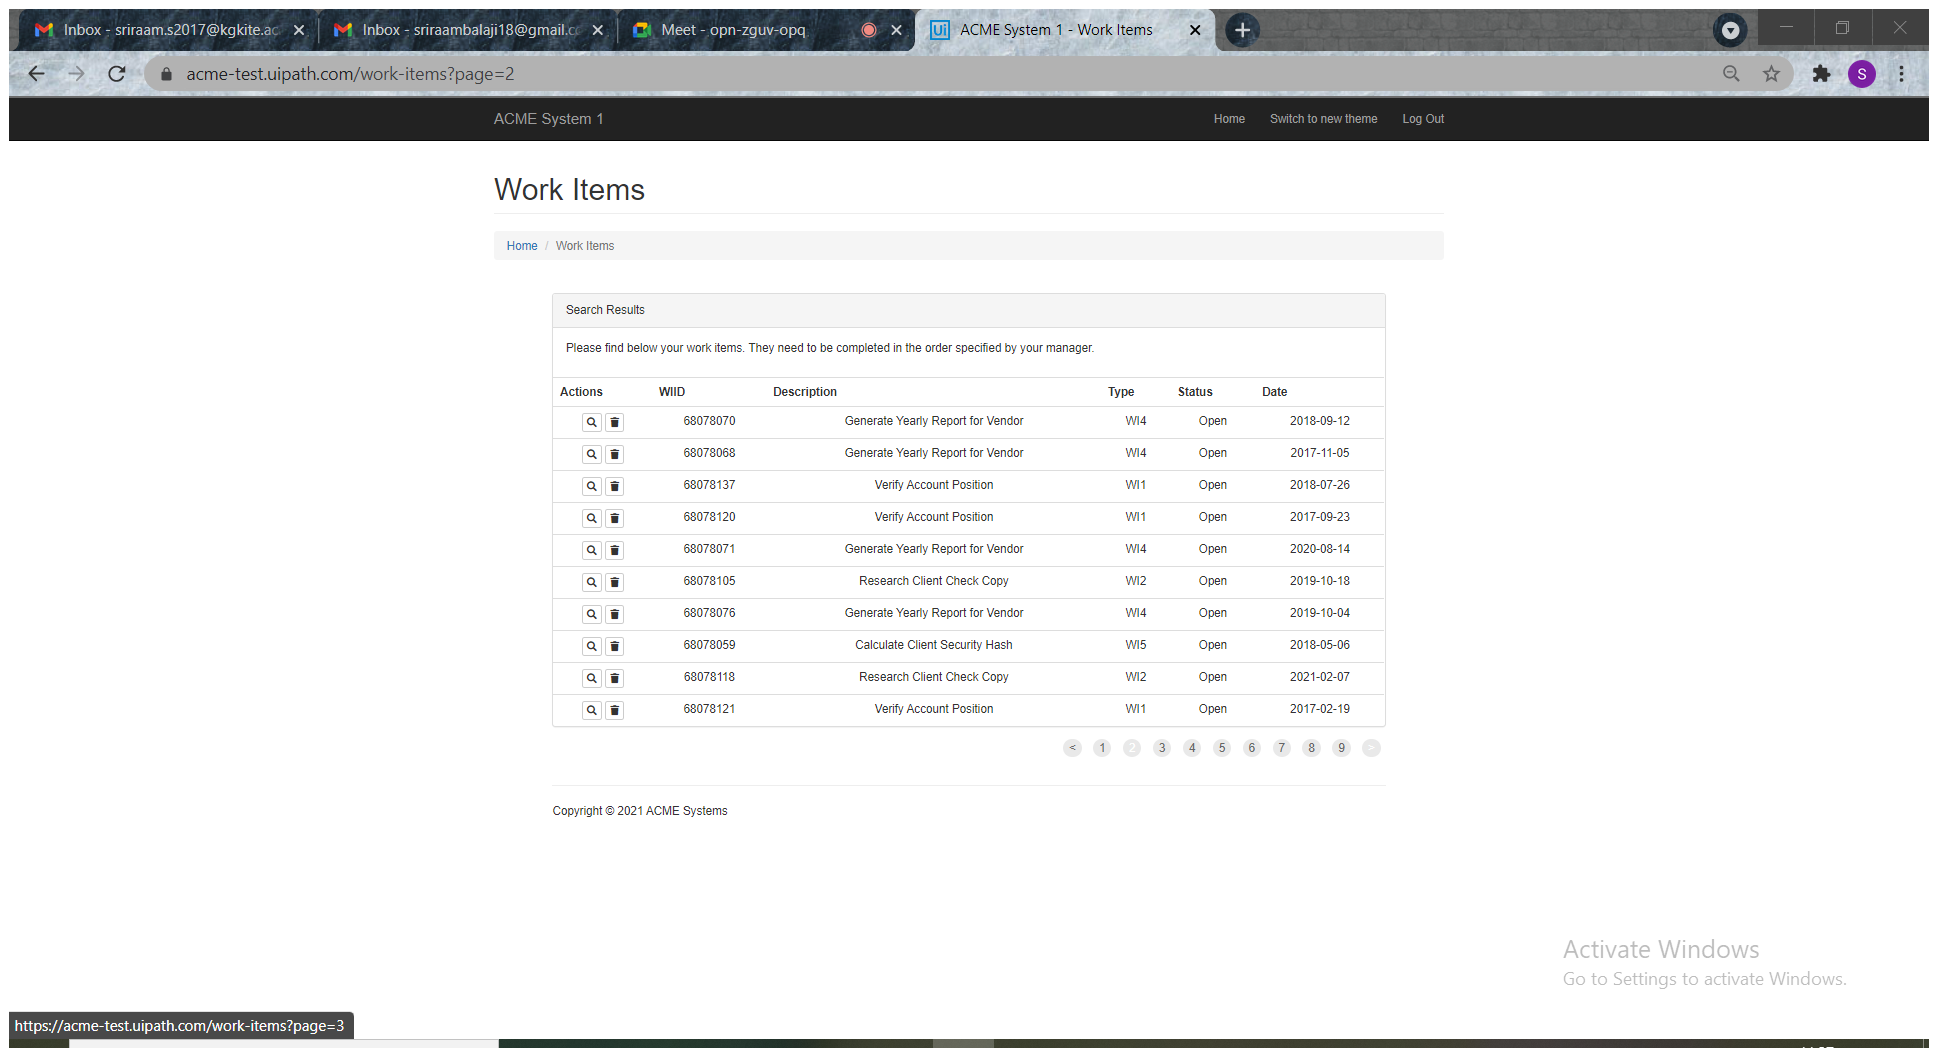 Inbox - sriraam.s2017@kgkite.ac
Inbox - sriraambalaji18@gmail.c
Meet - opn-zguv-opq
Ui ACME System 1 - Work Items
acme-test.uipath.com/work-items?page=2
S
ACME System 1
Home Switch to new theme Log Out
Work Items
Home / Work Items
Search Results
Please find below your work items. They need to be completed in the order specified by your manager.
Actions WIID Description Type Status Date
68078070 Generate Yearly Report for Vendor WI4 Open 2018-09-12
68078068 Generate Yearly Report for Vendor WI4 Open 2017-11-05
68078137 Verify Account Position WI1 Open 2018-07-26
68078120 Verify Account Position WI1 Open 2017-09-23
68078071 Generate Yearly Report for Vendor WI4 Open 2020-08-14
68078105 Research Client Check Copy WI2 Open 2019-10-18
68078076 Generate Yearly Report for Vendor WI4 Open 2019-10-04
68078059 Calculate Client Security Hash WI5 Open 2018-05-06
68078118 Research Client Check Copy WI2 Open 2021-02-07
68078121 Verify Account Position WI1 Open 2017-02-19
< 1 2 3 4 5 6 7 8 9 >
Copyright © 2021 ACME Systems
Activate Windows
Go to Settings to activate Windows.
https://acme-test.uipath.com/work-items?page=3